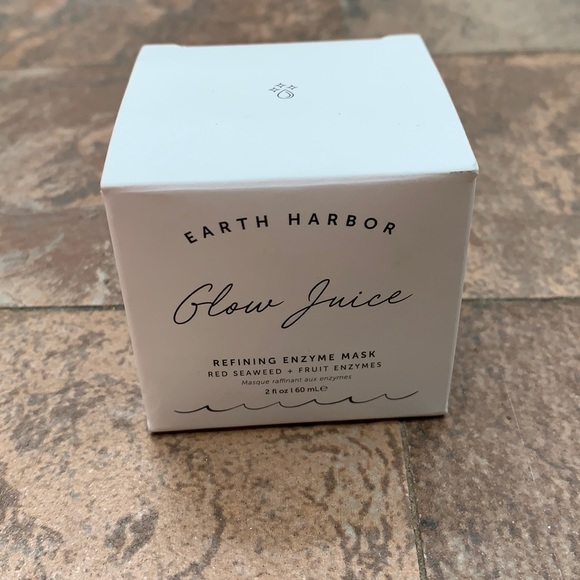 EARTH HARBOR
Glow Juice
REFINING ENZYME MASK
RED SEAWEED + FRUIT ENZYMES
Masque raffinant aux enzymes
2 fl oz | 60 mL℮